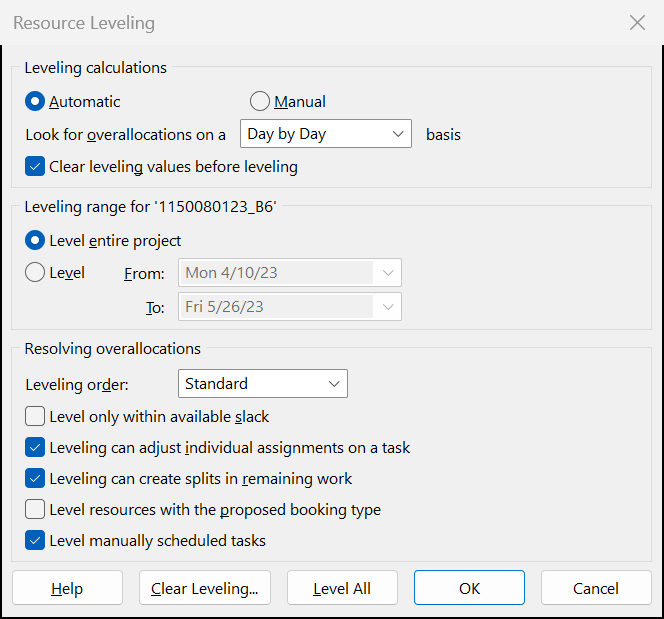 Resource Leveling
Leveling calculations
Automatic Manual
Look for overallocations on a Day by Day basis
Clear leveling values before leveling
Leveling range for '1150080123_B6'
Level entire project
Level From: Mon 4/10/23
To: Fri 5/26/23
Resolving overallocations
Leveling order: Standard
Level only within available slack
Leveling can adjust individual assignments on a task
Leveling can create splits in remaining work
Level resources with the proposed booking type
Level manually scheduled tasks
Help Clear Leveling... Level All OK Cancel